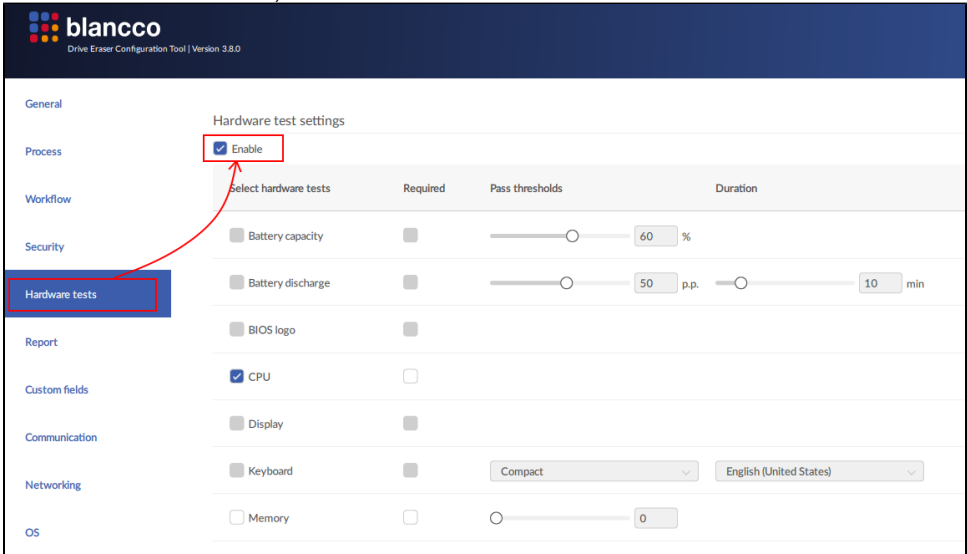 blancco
Drive Eraser Configuration Tool | Version 3.8.0
General
Process
Workflow
Security
Hardware tests
Report
Custom fields
Communication
Networking
OS
Hardware test settings
Enable
Select hardware tests Required Pass thresholds Duration
Battery capacity 60 %
Battery discharge 50 p.p. 10 min
BIOS logo
CPU
Display
Keyboard Compact English (United States)
Memory 0